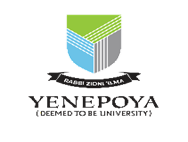 RABBI ZIDNI 'ILMA
YENEPOYA
(DEEMED TO BE UNIVERSITY)